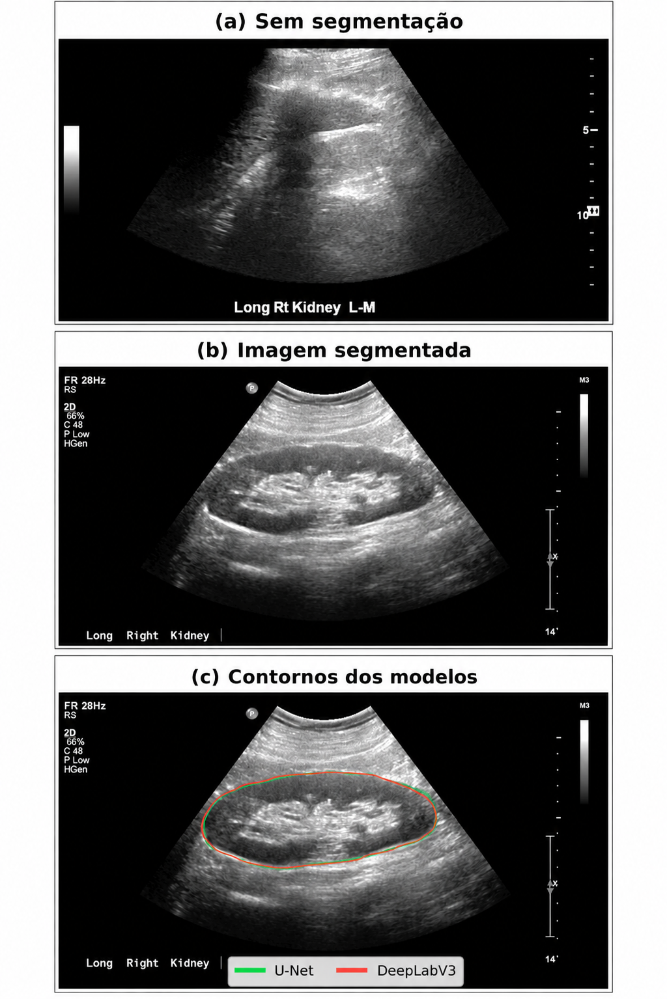 (a) Sem segmentação
5
10
Long Rt Kidney L-M
(b) Imagem segmentada
FR 28Hz
RS
P
M3
2D
66%
C 48
P Low
HGen
X
14
Long Right Kidney
(c) Contornos dos modelos
FR 28Hz
RS
P
M3
2D
66%
C 48
P Low
HGen
X
14
Long Right Kidney
U-Net DeepLabV3